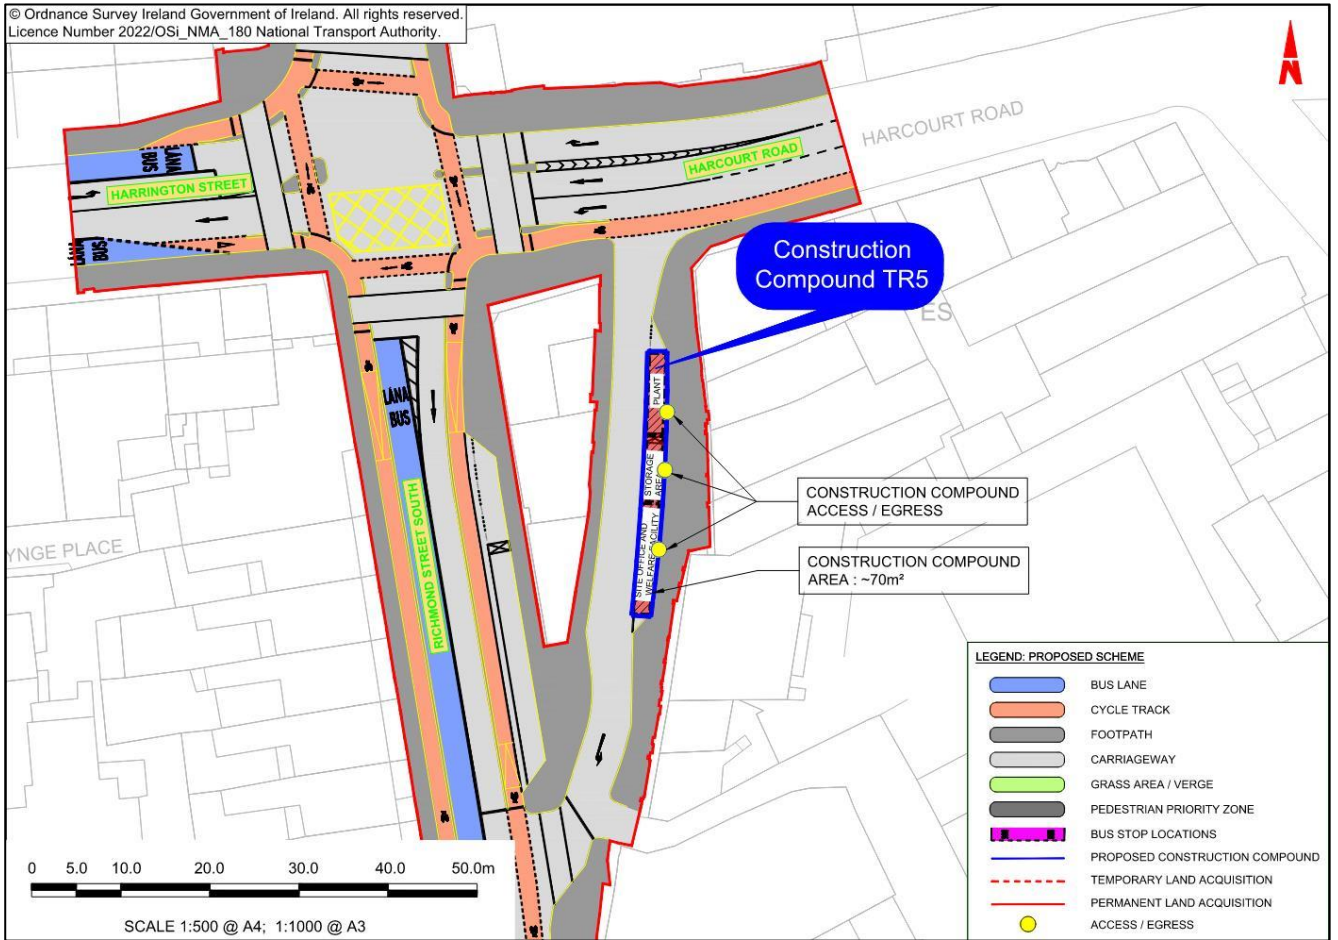 © Ordnance Survey Ireland Government of Ireland. All rights reserved.
Licence Number 2022/OSi_NMA_180 National Transport Authority.
N
HARCOURT ROAD
HARCOURT ROAD
LÁNA
BUS
HARRINGTON STREET
LÁNA
BUS
Construction
Compound TR5
ES
PLANT
STORAGE
AREA
SITE OFFICE AND
WELFARE FACILITY
LÁNA
BUS
RICHMOND STREET SOUTH
YNGE PLACE
CONSTRUCTION COMPOUND
ACCESS / EGRESS
CONSTRUCTION COMPOUND
AREA : ~70m²
LEGEND: PROPOSED SCHEME
BUS LANE
CYCLE TRACK
FOOTPATH
CARRIAGEWAY
GRASS AREA / VERGE
PEDESTRIAN PRIORITY ZONE
BUS STOP LOCATIONS
PROPOSED CONSTRUCTION COMPOUND
TEMPORARY LAND ACQUISITION
PERMANENT LAND ACQUISITION
ACCESS / EGRESS
0 5.0 10.0 20.0 30.0 40.0 50.0m
SCALE 1:500 @ A4; 1:1000 @ A3